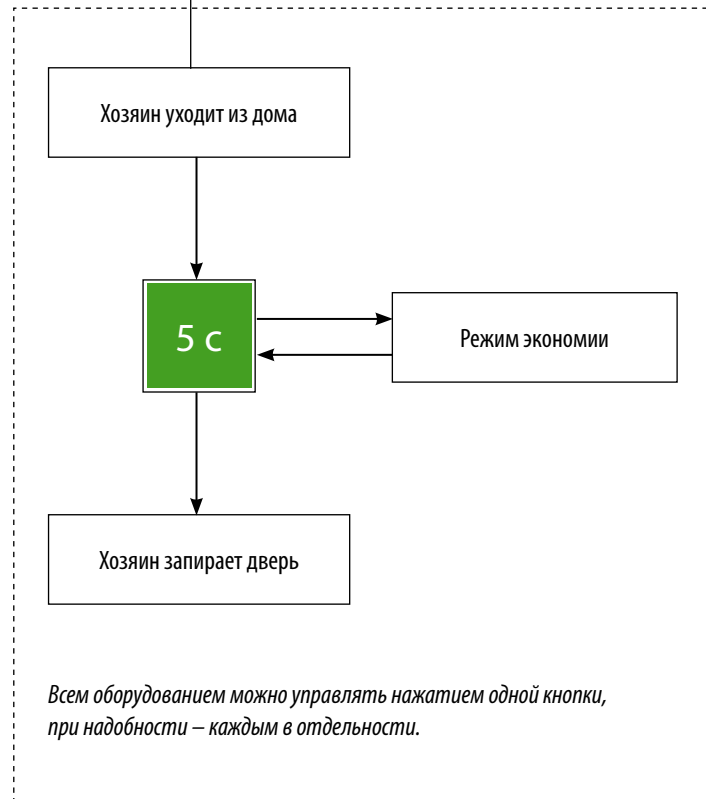 Хозяин уходит из дома
5 с
Режим экономии
Хозяин запирает дверь
Всем оборудованием можно управлять нажатием одной кнопки,
при надобности – каждым в отдельности.